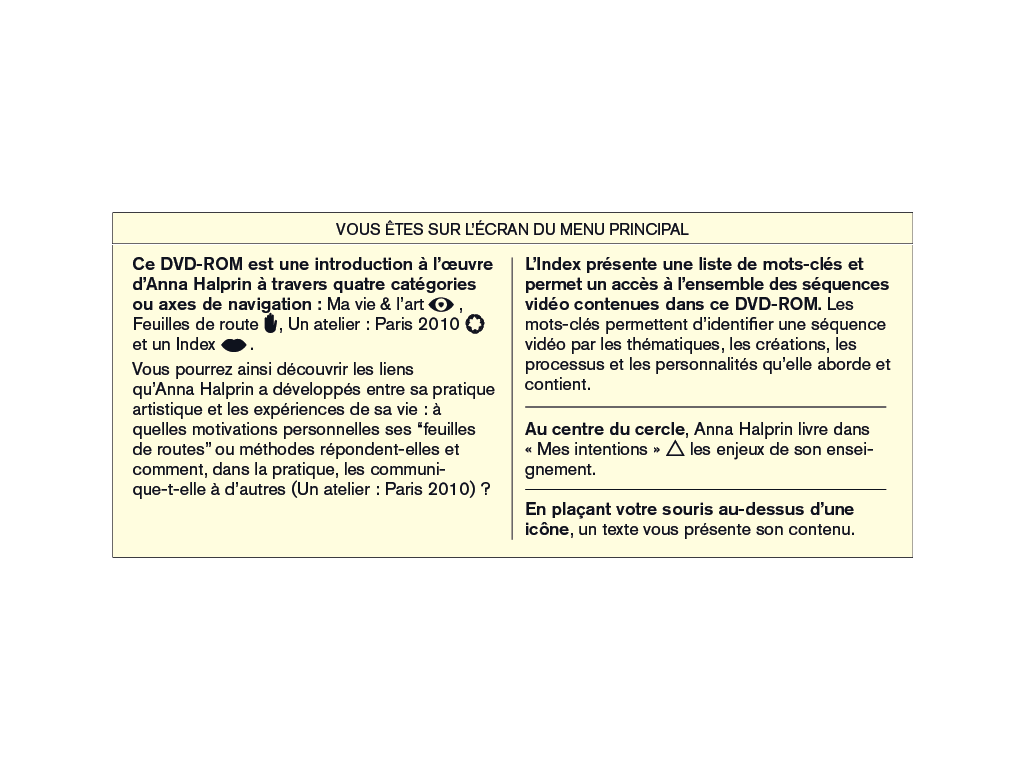 VOUS ÊTES SUR L'ÉCRAN DU MENU PRINCIPAL
Ce DVD-ROM est une introduction à l'œuvre
d'Anna Halprin à travers quatre catégories
ou axes de navigation : Ma vie & l'art ,
Feuilles de route , Un atelier : Paris 2010
et un Index .
Vous pourrez ainsi découvrir les liens
qu'Anna Halprin a développés entre sa pratique
artistique et les expériences de sa vie : à
quelles motivations personnelles ses "feuilles
de routes" ou méthodes répondent-elles et
comment, dans la pratique, les communi-
que-t-elle à d'autres (Un atelier : Paris 2010) ?
L'Index présente une liste de mots-clés et
permet un accès à l'ensemble des séquences
vidéo contenues dans ce DVD-ROM. Les
mots-clés permettent d'identifier une séquence
vidéo par les thématiques, les créations, les
processus et les personnalités qu'elle aborde et
contient.
Au centre du cercle, Anna Halprin livre dans
« Mes intentions » △ les enjeux de son ensei-
gnement.
En plaçant votre souris au-dessus d'une
icône, un texte vous présente son contenu.